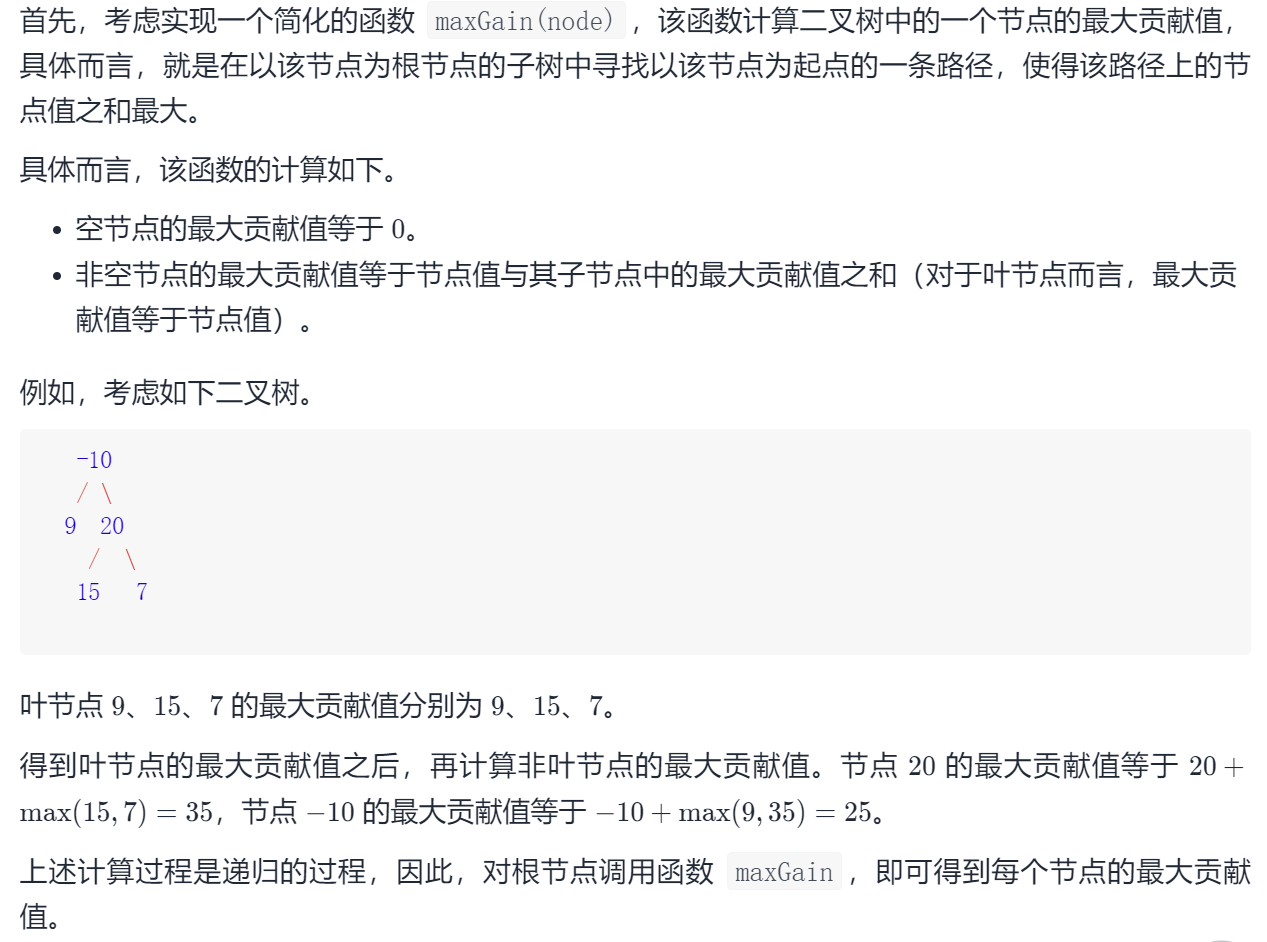 首先，考虑实现一个简化的函数 maxGain(node) ，该函数计算二叉树中的一个节点的最大贡献值，
具体而言，就是在以该节点为根节点的子树中寻找以该节点为起点的一条路径，使得该路径上的节
点值之和最大。
具体而言，该函数的计算如下。
• 空节点的最大贡献值等于 0。
• 非空节点的最大贡献值等于节点值与其子节点中的最大贡献值之和（对于叶节点而言，最大贡
献值等于节点值）。
例如，考虑如下二叉树。
-10
/ \
9 20
/ \
15 7
叶节点 9、15、7 的最大贡献值分别为 9、15、7。
得到叶节点的最大贡献值之后，再计算非叶节点的最大贡献值。节点 20 的最大贡献值等于 20 +
max(15, 7) = 35，节点 −10 的最大贡献值等于 −10 + max(9, 35) = 25。
上述计算过程是递归的过程，因此，对根节点调用函数 maxGain ，即可得到每个节点的最大贡献
值。